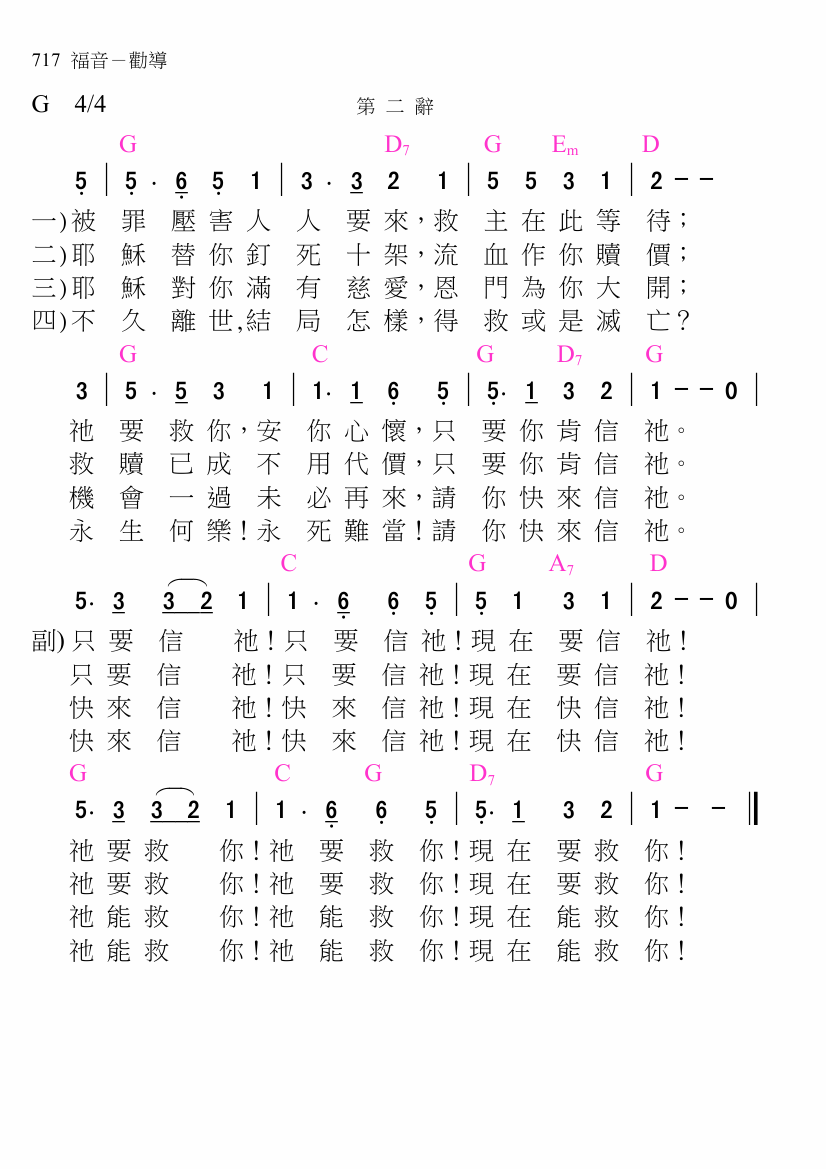 717 福音－勸導
G 4/4 第二辭
G D7 G Em D
5 | 5 · 6 5 1 | 3 · 3 2 1 | 5 5 3 1 | 2 - -
一)被罪壓害人人要來，救主在此等待；
二)耶穌替你釘死十架，流血作你贖價；
三)耶穌對你滿有慈愛，恩門為你大開；
四)不久離世,結局怎樣，得救或是滅亡？
G C G D7 G
3 | 5 · 5 3 1 | 1· 1 6 5 | 5· 1 3 2 | 1 - - 0 |
祂要救你，安你心懷，只要你肯信祂。
救贖已成不用代價，只要你肯信祂。
機會一過未必再來，請你快來信祂。
永生何樂！永死難當！請你快來信祂。
C G A7 D
5· 3 3 2 1 | 1 · 6 6 5 | 5 1 3 1 | 2 - - 0 |
副)只要信祂！只要信祂！現在要信祂！
只要信祂！只要信祂！現在要信祂！
快來信祂！快來信祂！現在快信祂！
快來信祂！快來信祂！現在快信祂！
G C G D7 G
5· 3 3 2 1 | 1 · 6 6 5 | 5· 1 3 2 | 1 - - ‖
祂要救你！祂要救你！現在要救你！
祂要救你！祂要救你！現在要救你！
祂能救你！祂能救你！現在能救你！
祂能救你！祂能救你！現在能救你！